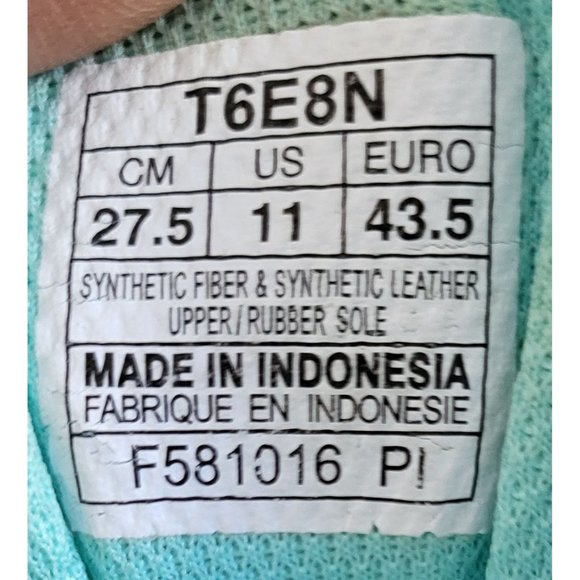 T6E8N
CM US EURO
27.5 11 43.5
SYNTHETIC FIBER & SYNTHETIC LEATHER
UPPER/RUBBER SOLE
MADE IN INDONESIA
FABRIQUE EN INDONESIE
F581016 PI